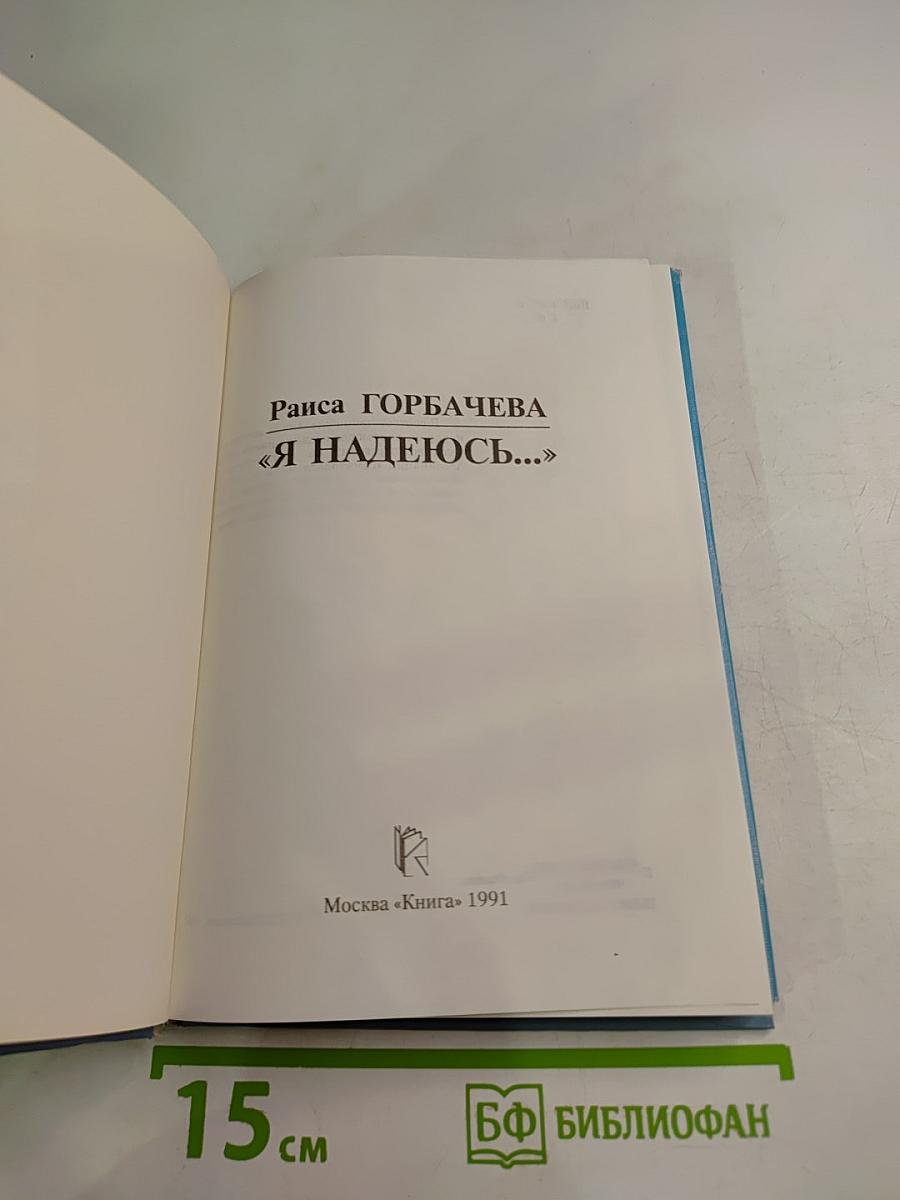 Раиса ГОРБАЧЕВА
«Я НАДЕЮСЬ...»
Москва «Книга» 1991
15 см
БФ БИБЛИОФАН